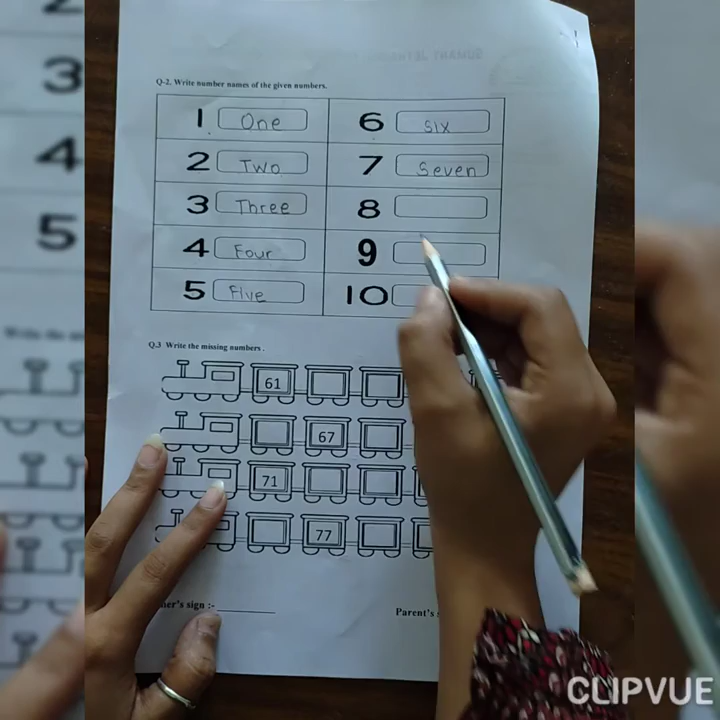 Q-2. Write number names of the given numbers.
1 One
6 Six
2 Two
7 Seven
3 Three
8
4 Four
9
5 Five
10
Q.3 Write the missing numbers .
61
67
71
77
sign :- Parent's
CLIPVUE